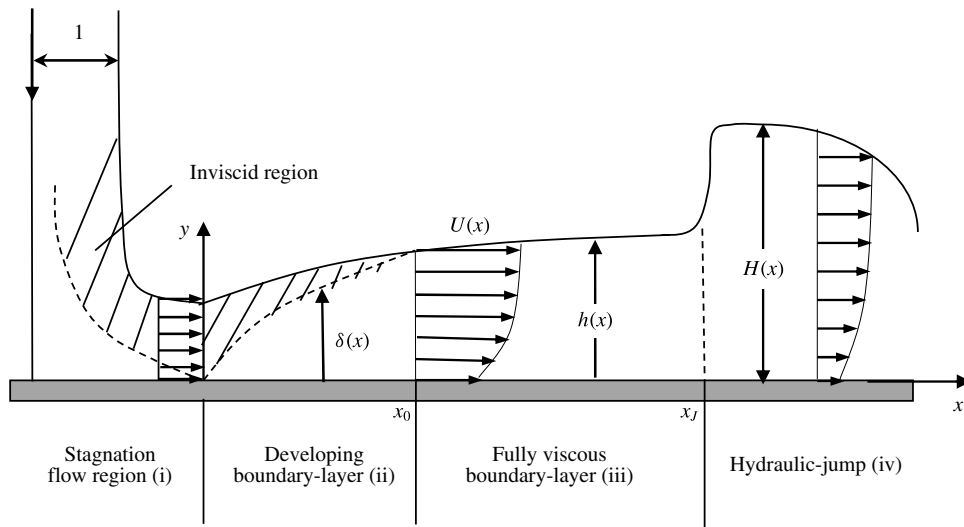 1
Inviscid region
y
U(x)
H(x)
h(x)
δ(x)
x
x₀
x_J
Stagnation
flow region (i)
Developing
boundary-layer (ii)
Fully viscous
boundary-layer (iii)
Hydraulic-jump (iv)